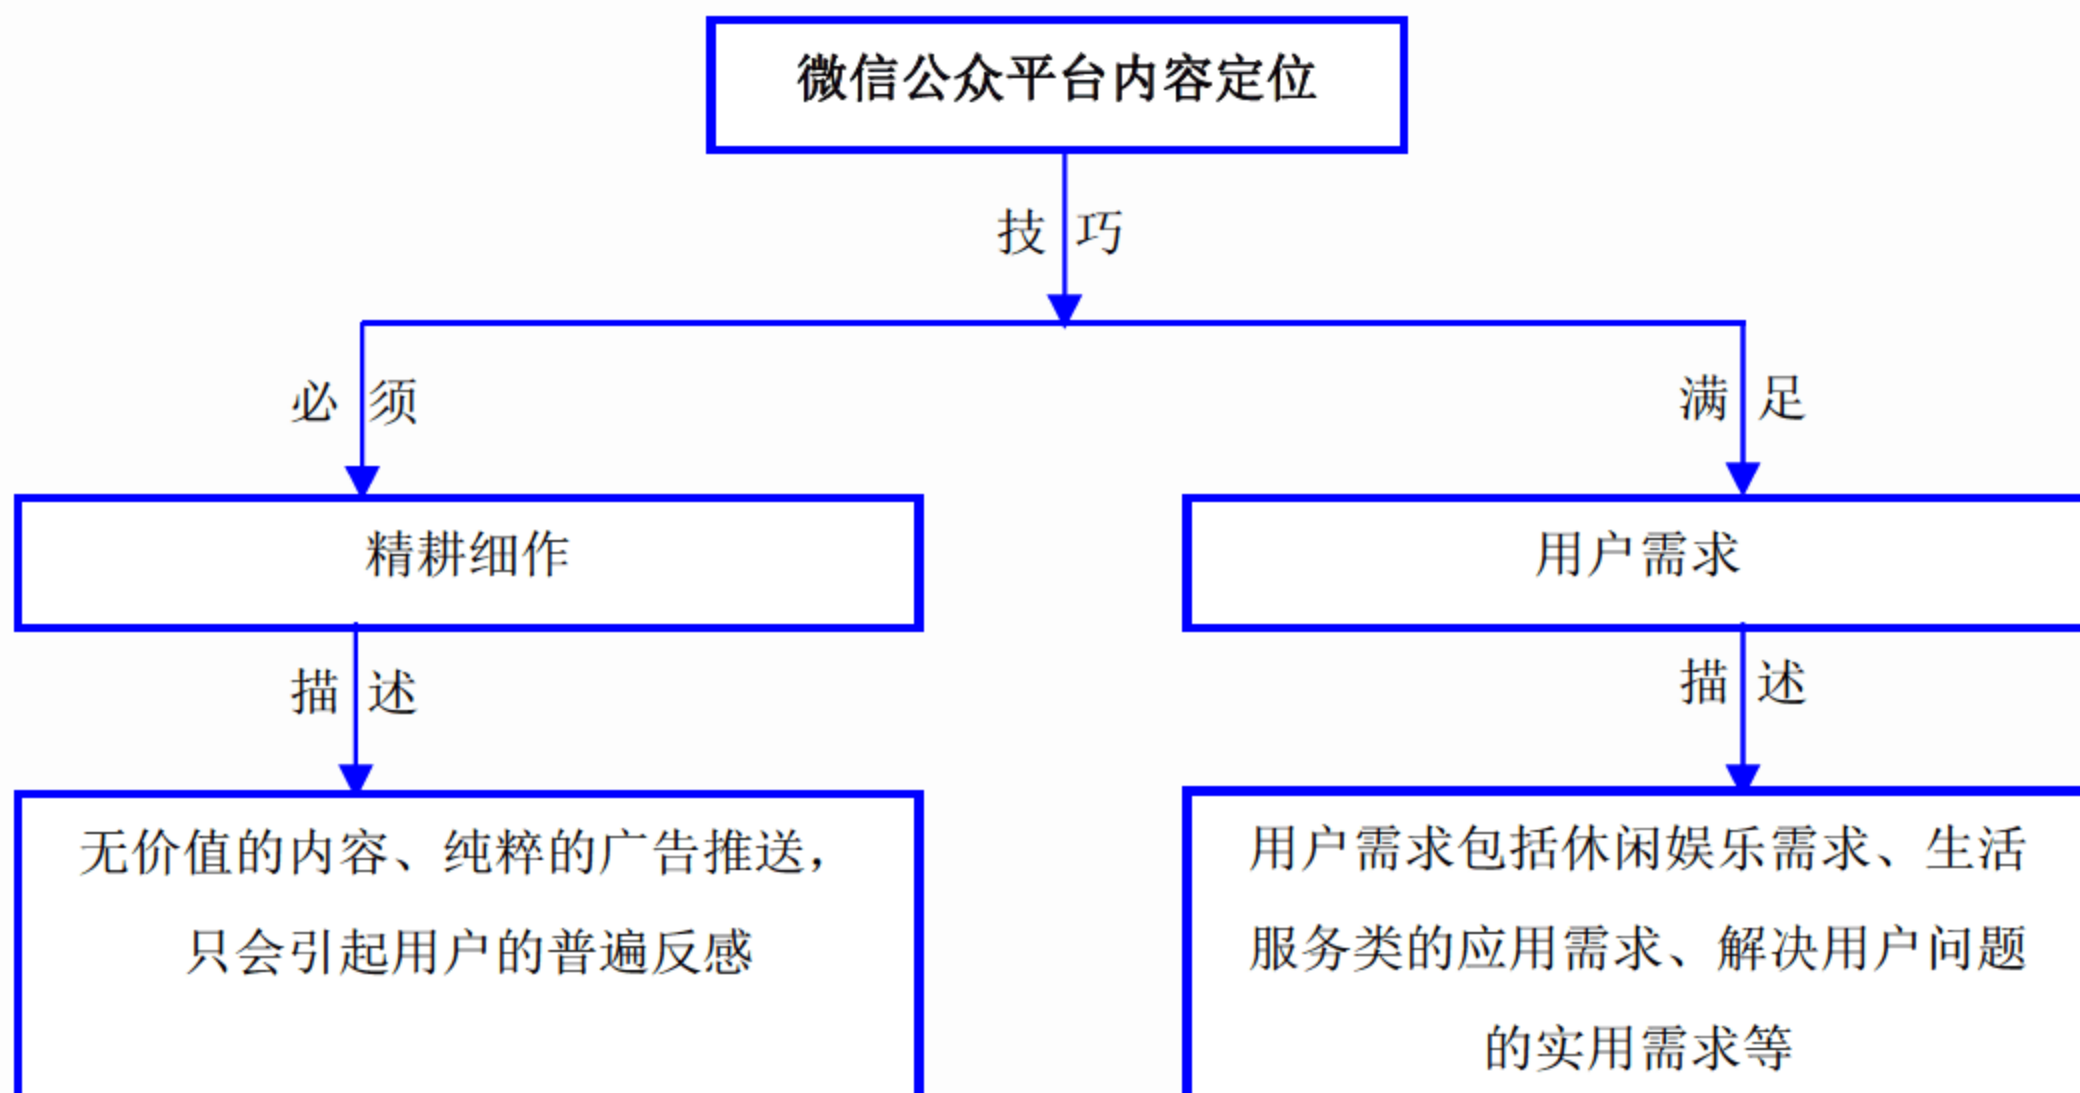 微信公众平台内容定位
技巧
必须
满足
精耕细作
用户需求
描述
描述
无价值的内容、纯粹的广告推送，
只会引起用户的普遍反感
用户需求包括休闲娱乐需求、生活
服务类的应用需求、解决用户问题
的实用需求等